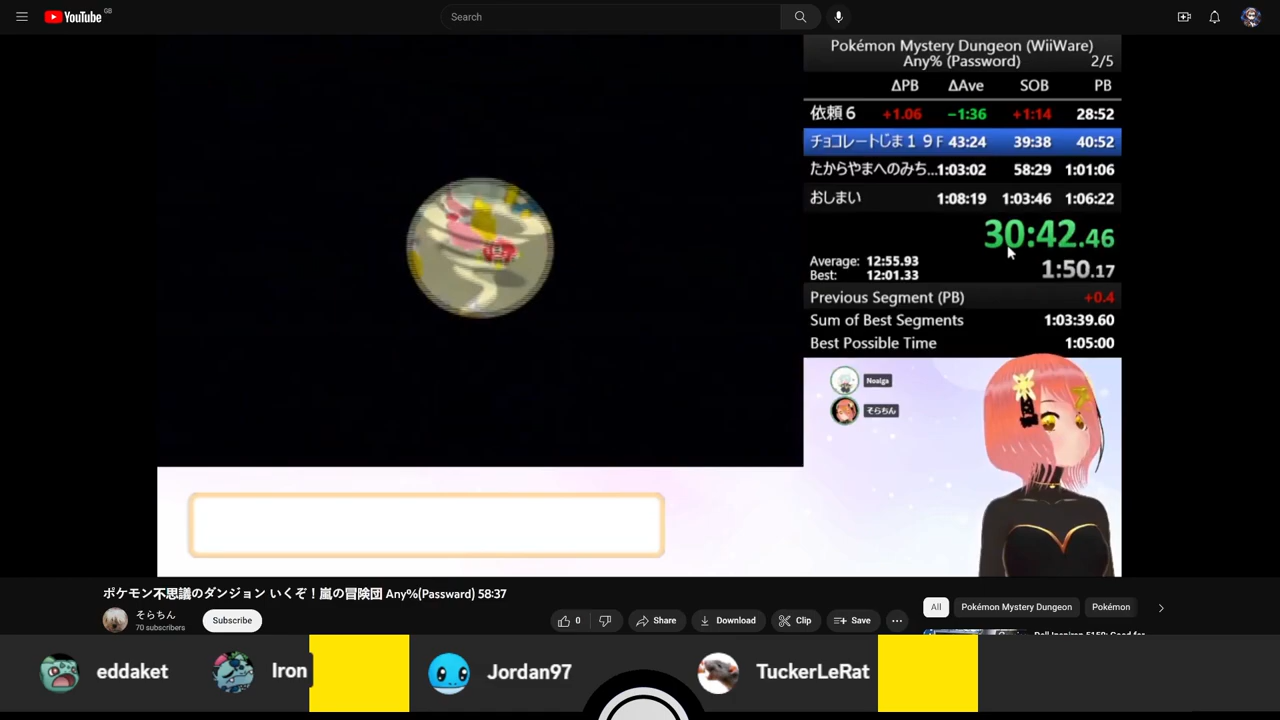 YouTube GB
Search
Pokémon Mystery Dungeon (WiiWare)
Any% (Password) 2/5
ΔPB ΔAve SOB PB
依頼６ +1.06 −1:36 +1:14 28:52
チョコレートじま１９F 43:24 39:38 40:52
たからやまへのみち... 1:03:02 58:29 1:01:06
おしまい 1:08:19 1:03:46 1:06:22
30:42.46
Average: 12:55.93
Best: 12:01.33
1:50.17
Previous Segment (PB) +0.4
Sum of Best Segments 1:03:39.60
Best Possible Time 1:05:00
Noalga
そらちん
ポケモン不思議のダンジョン いくぞ！嵐の冒険団 Any%(Passward) 58:37
そらちん
70 subscribers
Subscribe
0
Share
Download
Clip
Save
All
Pokémon Mystery Dungeon
Pokémon
eddaket
Iron
Jordan97
TuckerLeRat